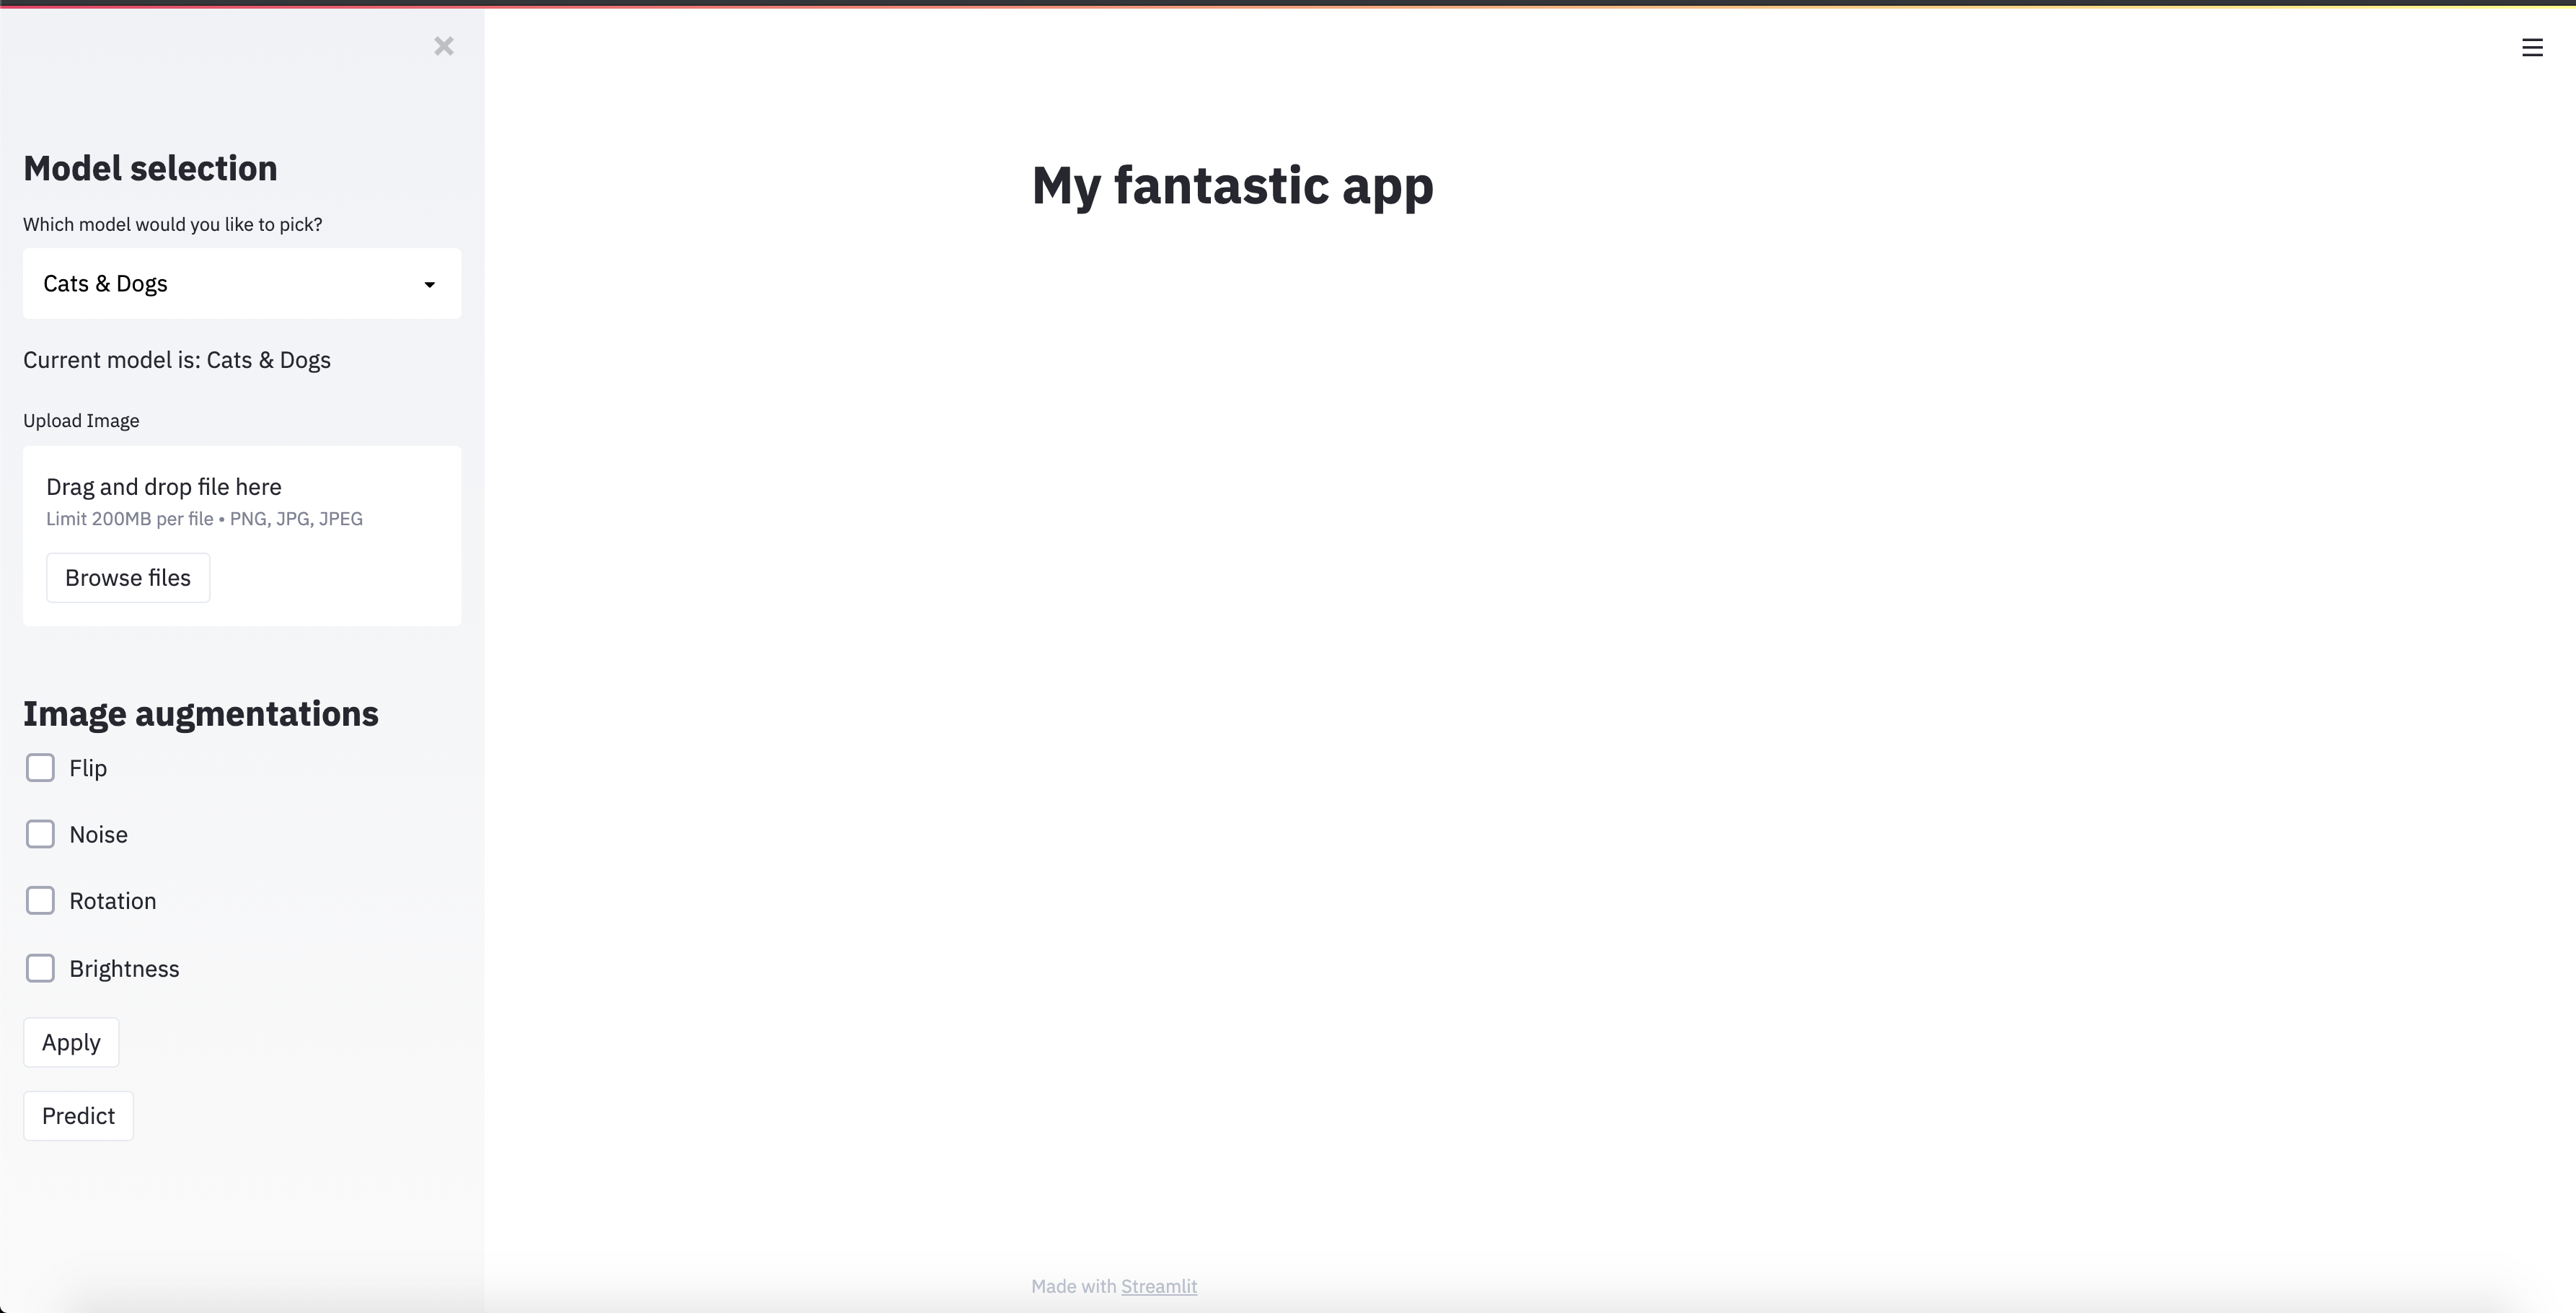 Model selection
Which model would you like to pick?
Cats & Dogs
Current model is: Cats & Dogs
Upload Image
Drag and drop file here
Limit 200MB per file • PNG, JPG, JPEG
Browse files
Image augmentations
Flip
Noise
Rotation
Brightness
Apply
Predict
My fantastic app
Made with Streamlit